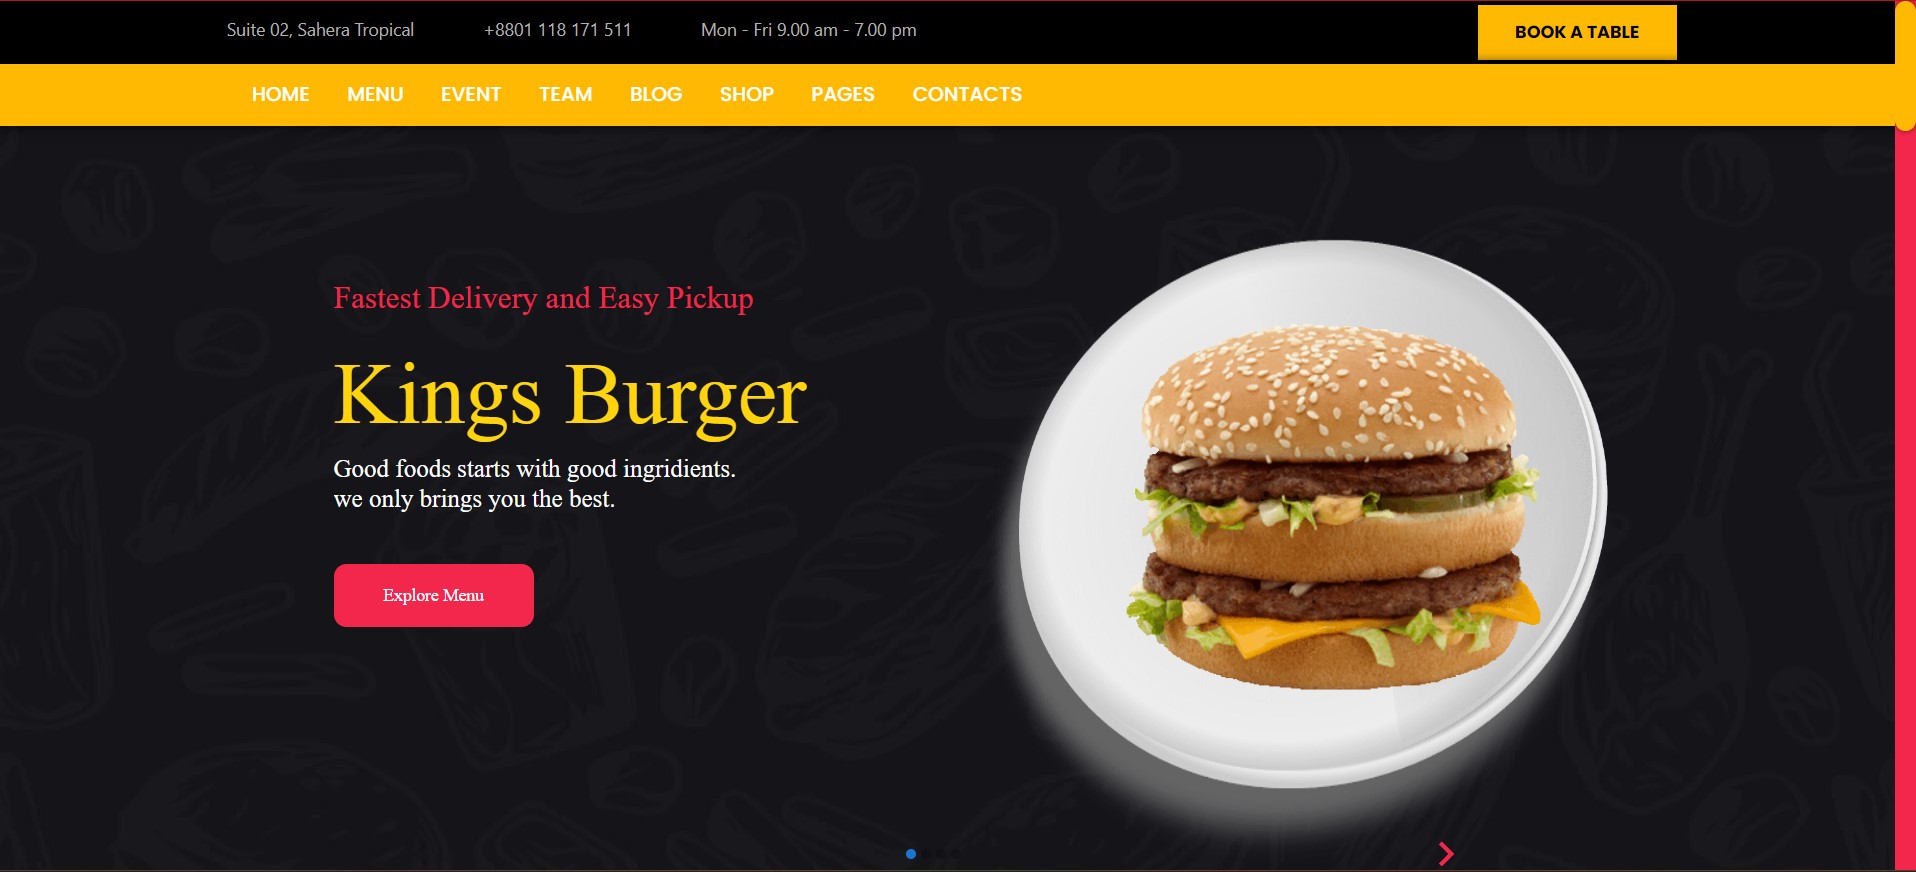 Suite 02, Sahera Tropical +8801 118 171 511 Mon - Fri 9.00 am - 7.00 pm BOOK A TABLE
HOME MENU EVENT TEAM BLOG SHOP PAGES CONTACTS
Fastest Delivery and Easy Pickup
Kings Burger
Good foods starts with good ingridients.
we only brings you the best.
Explore Menu